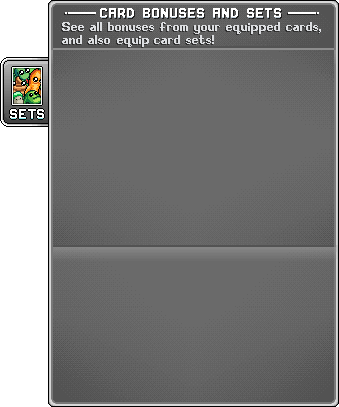 CARD BONUSES AND SETS
See all bonuses from your equipped cards,
and also equip card sets!
SETS